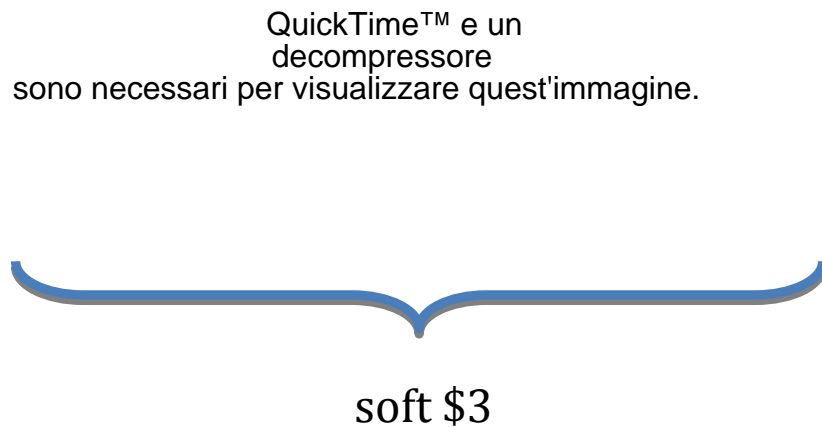 QuickTime™ e un
decompressore
sono necessari per visualizzare quest'immagine.
soft $3